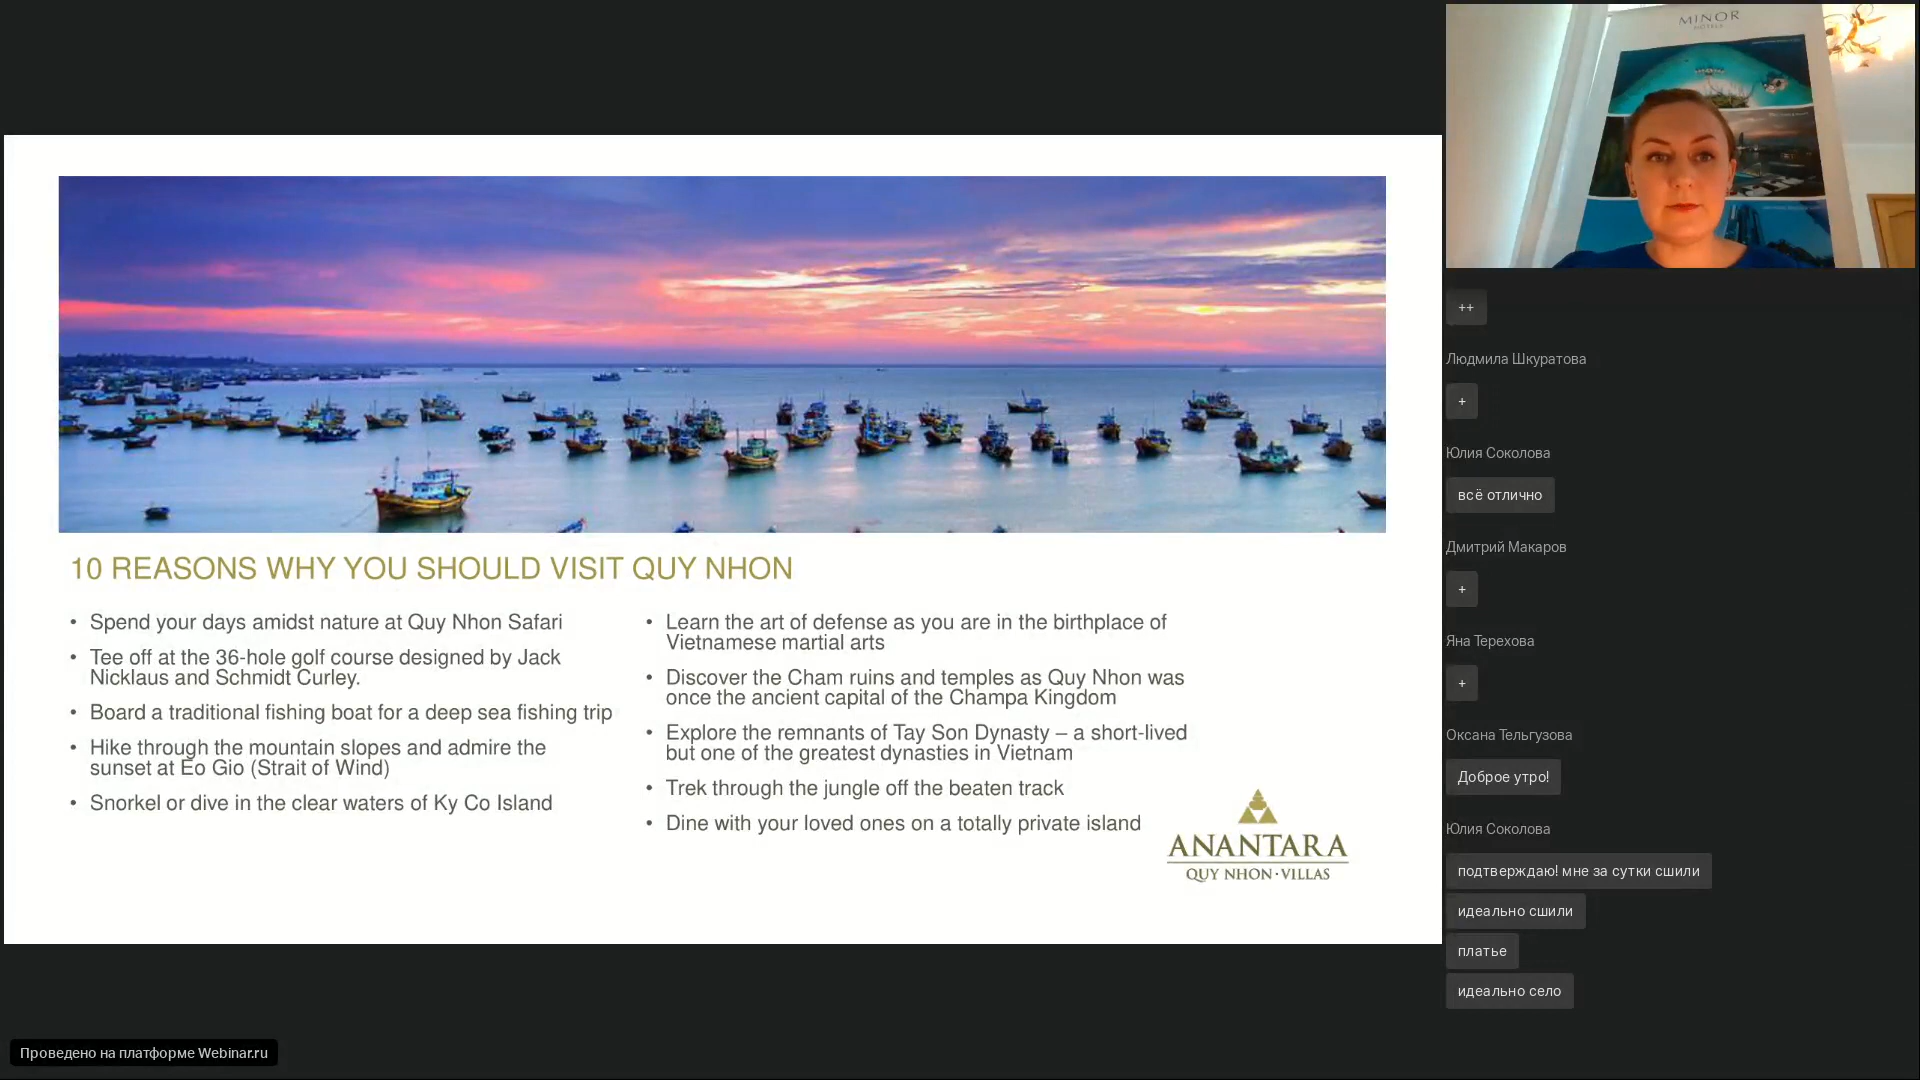 MINOR
HOTELS
10 REASONS WHY YOU SHOULD VISIT QUY NHON
• Spend your days amidst nature at Quy Nhon Safari
• Tee off at the 36-hole golf course designed by Jack
Nicklaus and Schmidt Curley.
• Board a traditional fishing boat for a deep sea fishing trip
• Hike through the mountain slopes and admire the
sunset at Eo Gio (Strait of Wind)
• Snorkel or dive in the clear waters of Ky Co Island
• Learn the art of defense as you are in the birthplace of
Vietnamese martial arts
• Discover the Cham ruins and temples as Quy Nhon was
once the ancient capital of the Champa Kingdom
• Explore the remnants of Tay Son Dynasty – a short-lived
but one of the greatest dynasties in Vietnam
• Trek through the jungle off the beaten track
• Dine with your loved ones on a totally private island
ANANTARA
QUY NHON·VILLAS
++
Людмила Шкуратова
+
Юлия Соколова
всё отлично
Дмитрий Макаров
+
Яна Терехова
+
Оксана Тельгузова
Доброе утро!
Юлия Соколова
подтверждаю! мне за сутки сшили
идеально сшили
платье
идеально село
Проведено на платформе Webinar.ru